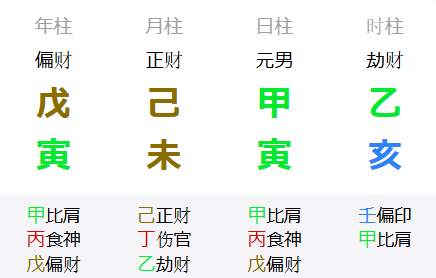 年柱 月柱 日柱 时柱
偏财 正财 元男 劫财
戊 己 甲 乙
寅 未 寅 亥
甲比肩 己正财 甲比肩 壬偏印
丙食神 丁伤官 丙食神 甲比肩
戊偏财 乙劫财 戊偏财